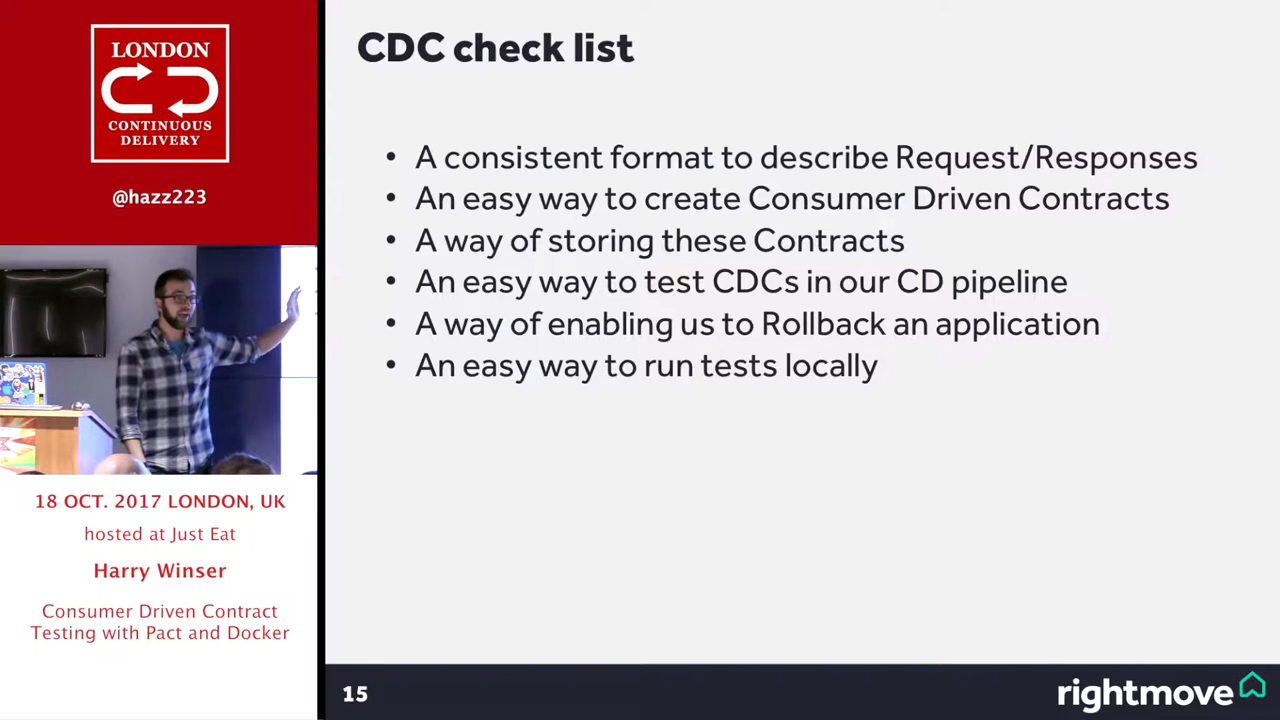 LONDON
CONTINUOUS
DELIVERY
@hazz223
18 OCT. 2017 LONDON, UK
hosted at Just Eat
Harry Winser
Consumer Driven Contract
Testing with Pact and Docker
CDC check list
• A consistent format to describe Request/Responses
• An easy way to create Consumer Driven Contracts
• A way of storing these Contracts
• An easy way to test CDCs in our CD pipeline
• A way of enabling us to Rollback an application
• An easy way to run tests locally
15
rightmove